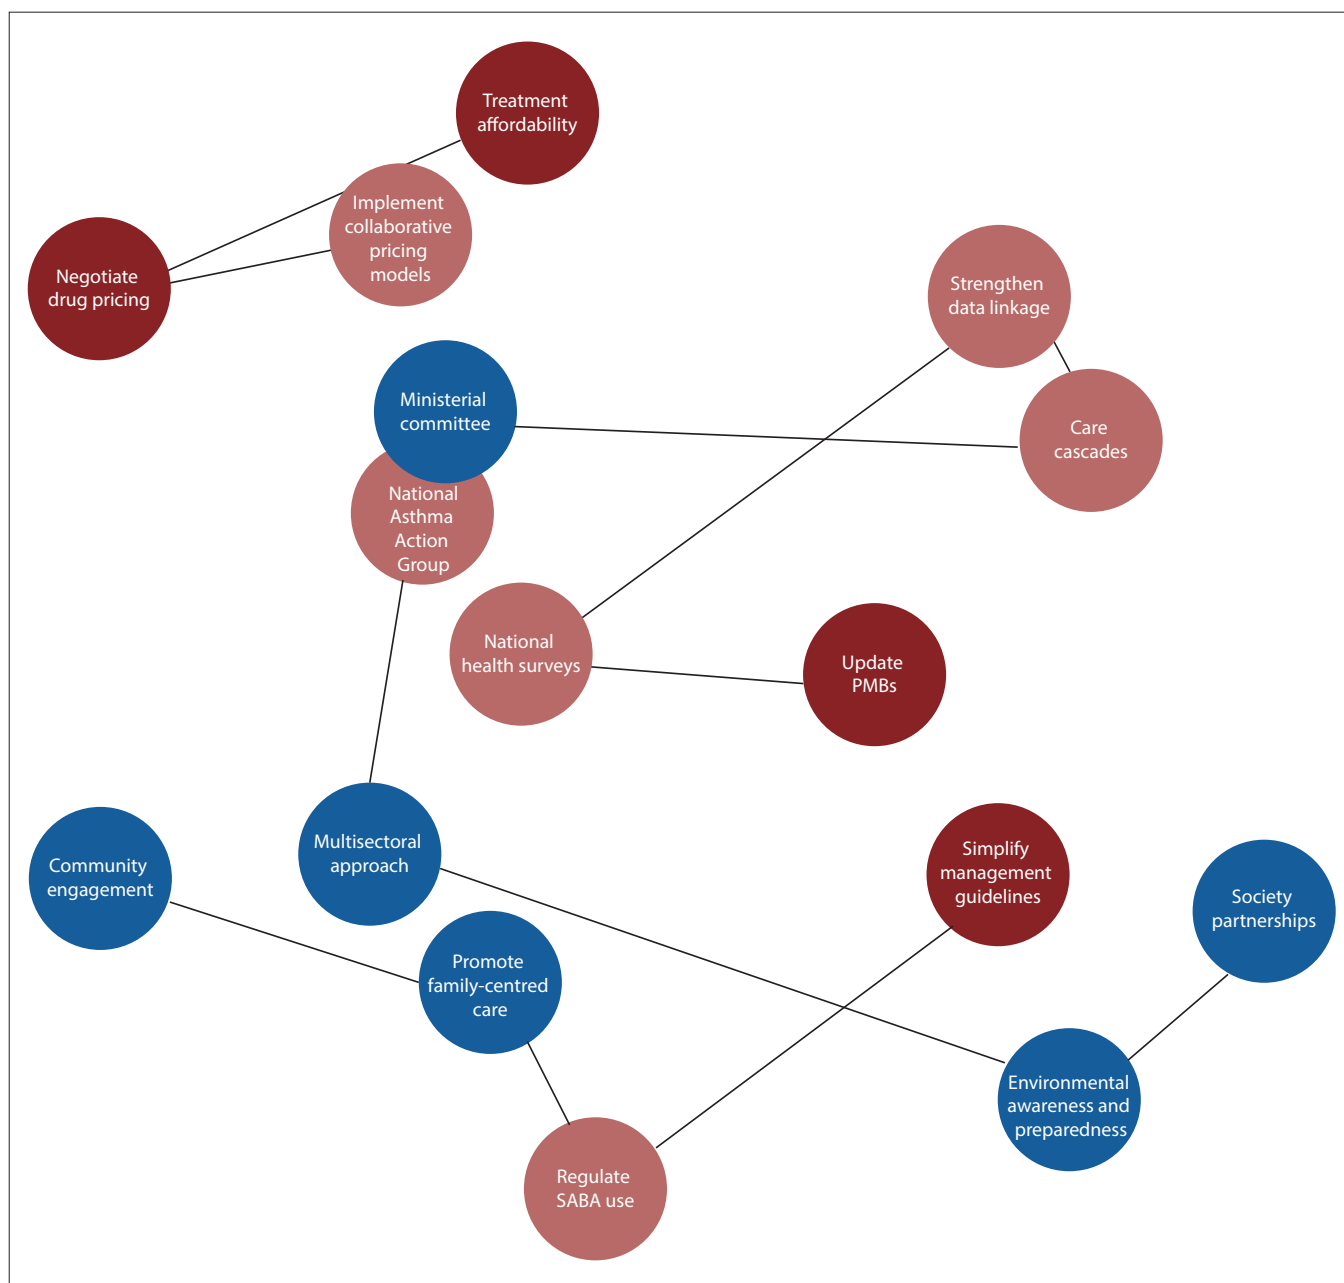 Treatment
affordability
Implement
collaborative
pricing
models
Negotiate
drug pricing
Strengthen
data linkage
Ministerial
committee
Care
cascades
National
Asthma
Action
Group
National
health surveys
Update
PMBs
Multisectoral
approach
Community
engagement
Simplify
management
guidelines
Society
partnerships
Promote
family-centred
care
Environmental
awareness and
preparedness
Regulate
SABA use